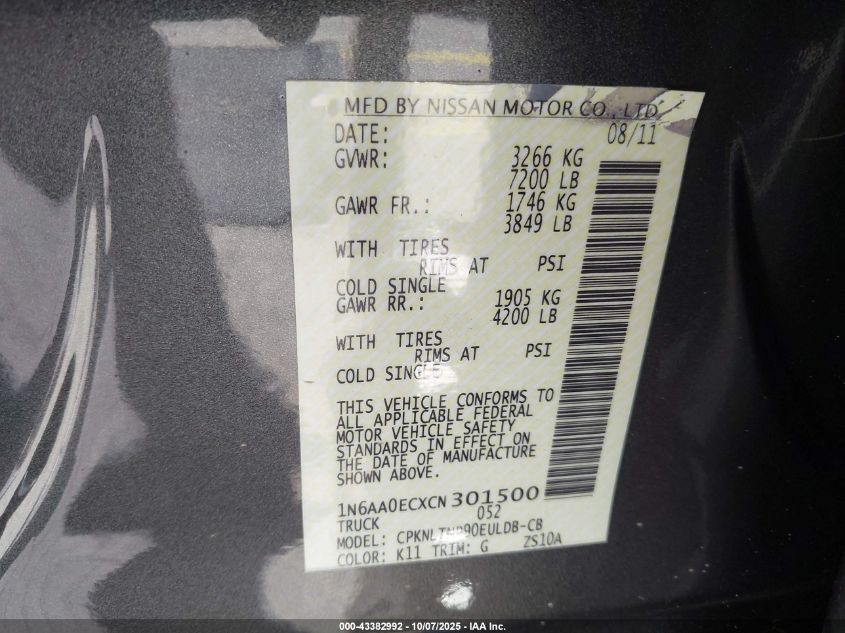 MFD BY NISSAN MOTOR CO., LTD.
DATE: 08/11
GVWR: 3266 KG
7200 LB
GAWR FR.: 1746 KG
3849 LB
WITH TIRES
RIMS AT PSI
COLD SINGLE
GAWR RR.: 1905 KG
4200 LB
WITH TIRES
RIMS AT PSI
COLD SINGLE
THIS VEHICLE CONFORMS TO
ALL APPLICABLE FEDERAL
MOTOR VEHICLE SAFETY
STANDARDS IN EFFECT ON
THE DATE OF MANUFACTURE
SHOWN ABOVE.
1N6AA0ECXCN301500
TRUCK 052
MODEL:
COLOR: K11 TRIM: G ZS10A
000-43382992 - 10/07/2025 - IAA Inc.